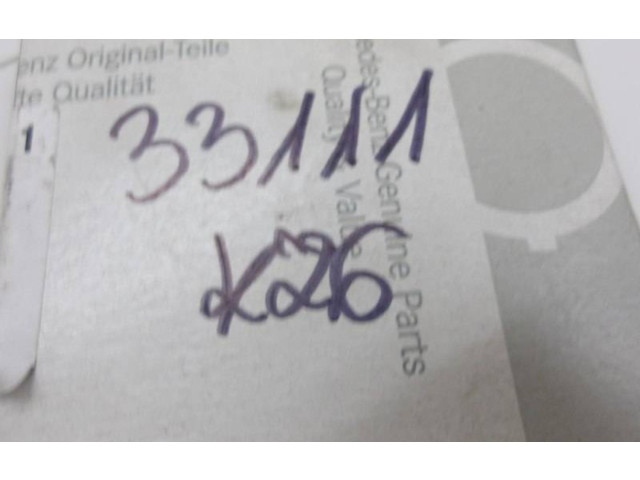 enz Original-Teile
te Qualität
1
edes-Benz Genuine Parts
Quality & Value
33111
K26